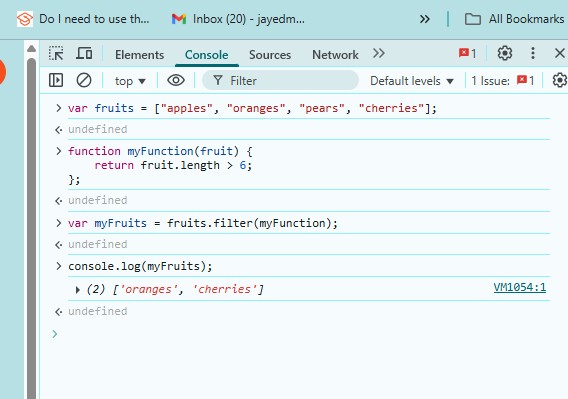 Do I need to use th...   Inbox (20) - jayedm...   »   All Bookmarks
Elements   Console   Sources   Network   »   1
top ▾   Filter   Default levels ▾   1 Issue: 1
> var fruits = ["apples", "oranges", "pears", "cherries"];
undefined
> function myFunction(fruit) {
return fruit.length > 6;
};
undefined
> var myFruits = fruits.filter(myFunction);
undefined
> console.log(myFruits);
▸ (2) ['oranges', 'cherries']   VM1054:1
undefined
>